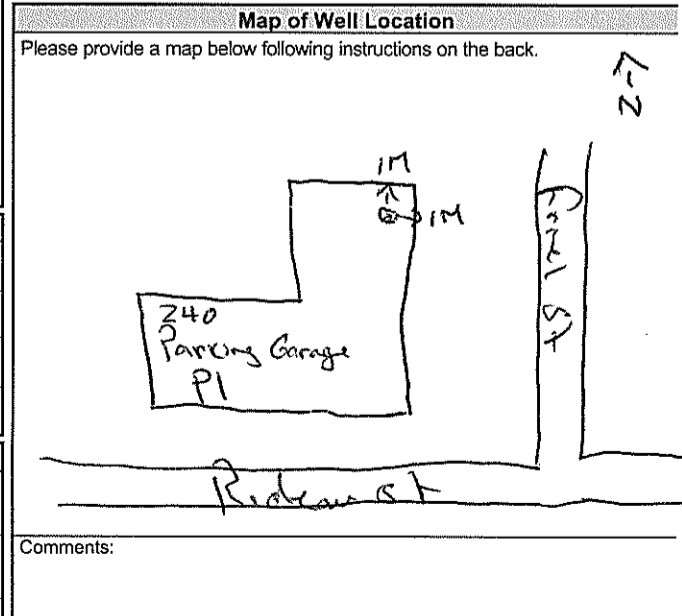 Map of Well Location
Please provide a map below following instructions on the back.
N
1M
1M
240
Parking Garage
P1
St
Rideau St
Comments: